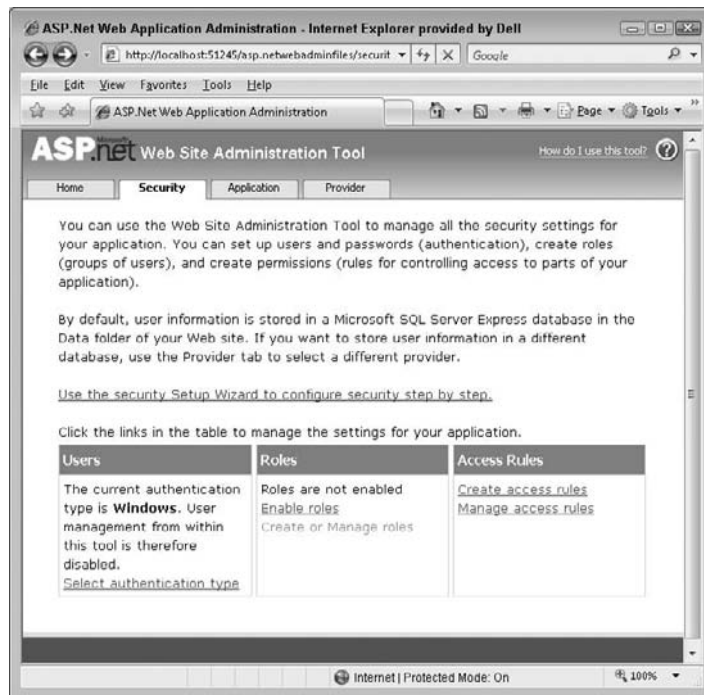 ASP.Net Web Application Administration - Internet Explorer provided by Dell
http://localhost:51245/asp.netwebadminfiles/securit
Google
File Edit View Favorites Tools Help
ASP.Net Web Application Administration
Page
Tools
Microsoft
ASP.net Web Site Administration Tool
How do I use this tool?
Home
Security
Application
Provider
You can use the Web Site Administration Tool to manage all the security settings for
your application. You can set up users and passwords (authentication), create roles
(groups of users), and create permissions (rules for controlling access to parts of your
application).
By default, user information is stored in a Microsoft SQL Server Express database in the
Data folder of your Web site. If you want to store user information in a different
database, use the Provider tab to select a different provider.
Use the security Setup Wizard to configure security step by step.
Click the links in the table to manage the settings for your application.
Users
The current authentication
type is Windows. User
management from within
this tool is therefore
disabled.
Select authentication type
Roles
Roles are not enabled
Enable roles
Create or Manage roles
Access Rules
Create access rules
Manage access rules
Internet | Protected Mode: On
100%